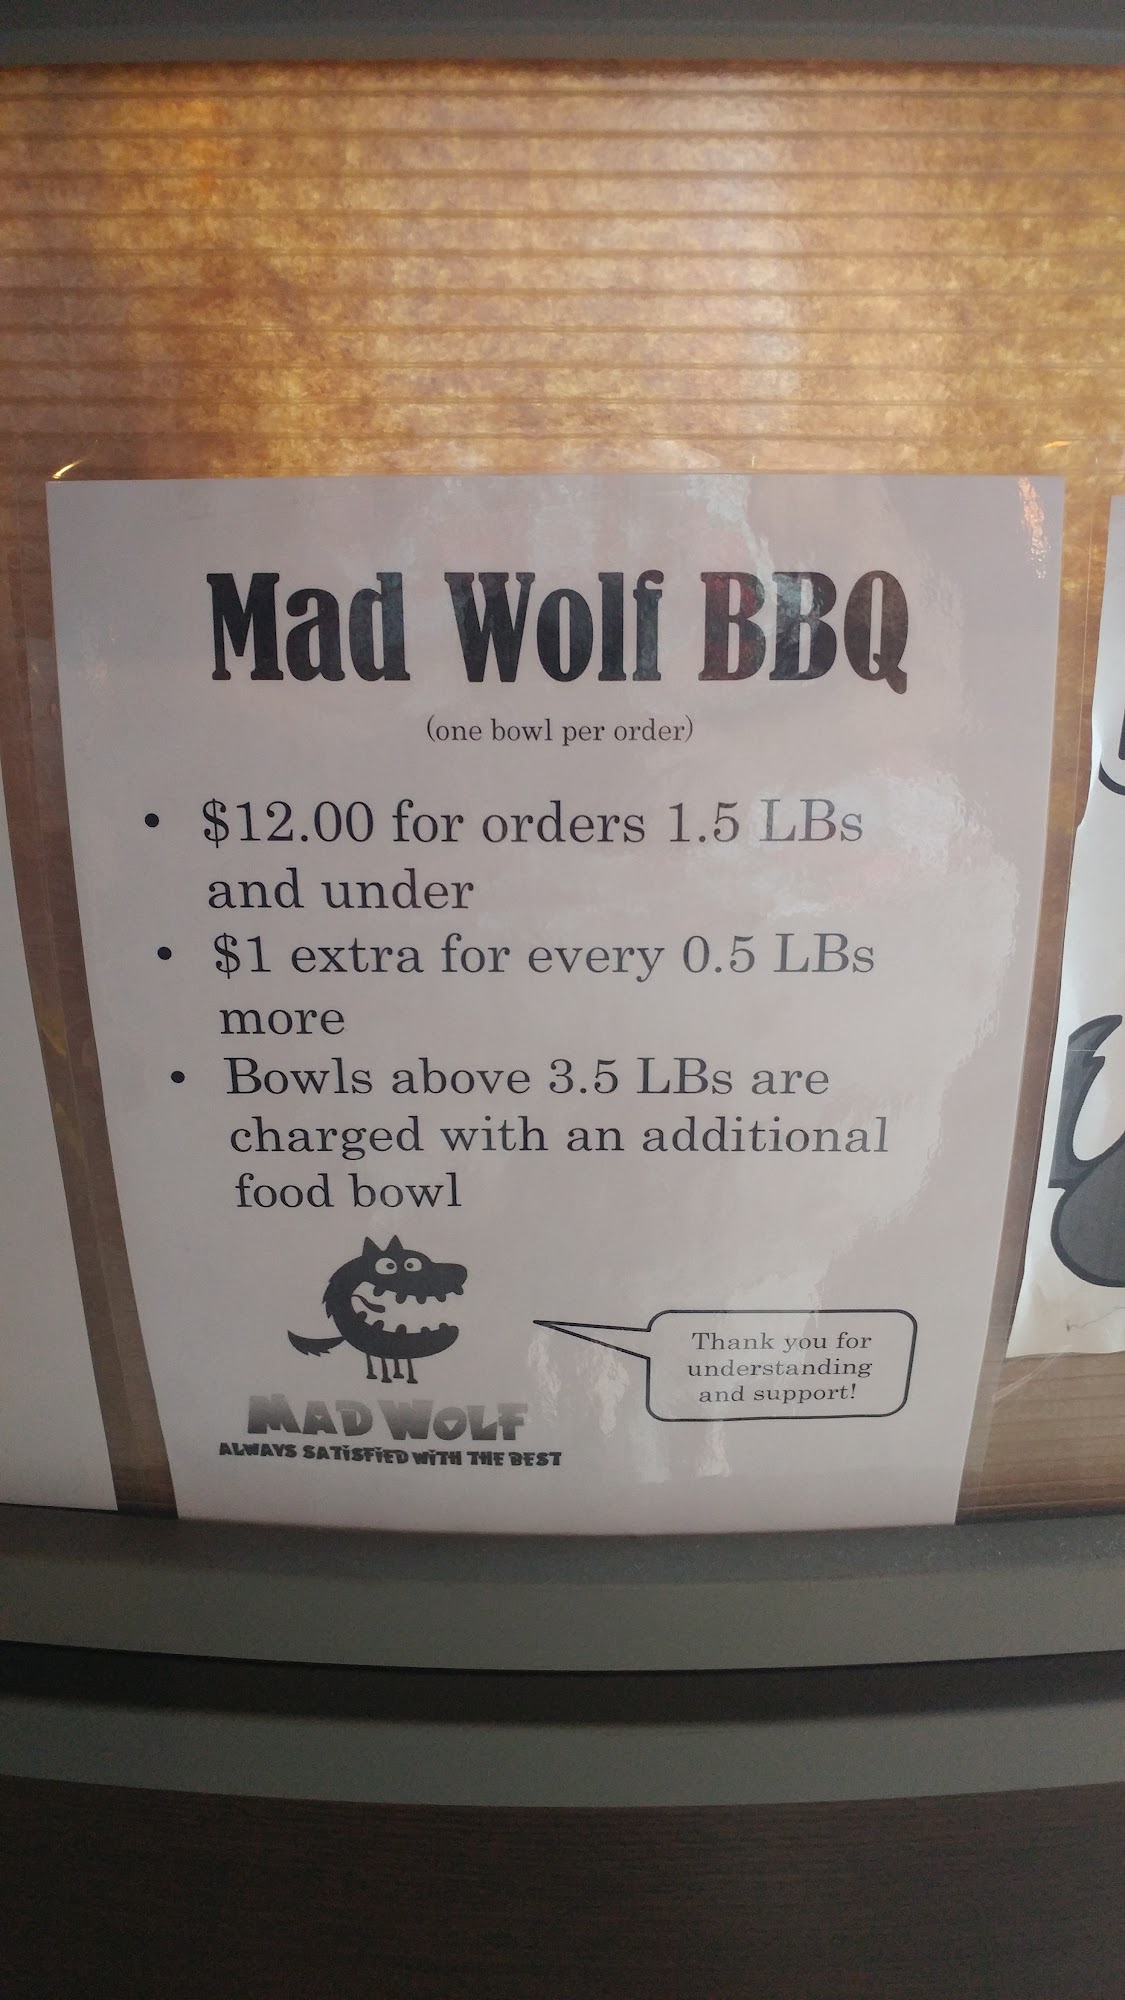 Mad Wolf BBQ
(one bowl per order)
• $12.00 for orders 1.5 LBs
and under
• $1 extra for every 0.5 LBs
more
• Bowls above 3.5 LBs are
charged with an additional
food bowl
Thank you for
understanding
and support!
MAD WOLF
ALWAYS SATiSFiED WiTH THE BEST